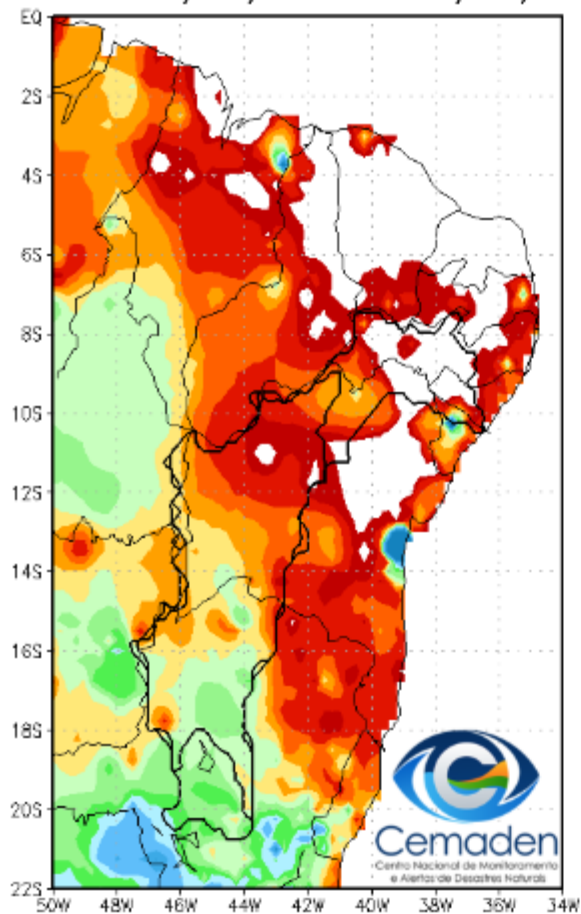 EQ
2S
4S
6S
8S
10S
12S
14S
16S
18S
20S
22S
50W 48W 46W 44W 42W 40W 38W 36W 34W
Cemaden
Centro Nacional de Monitoramento
e Alertas de Desastres Naturais